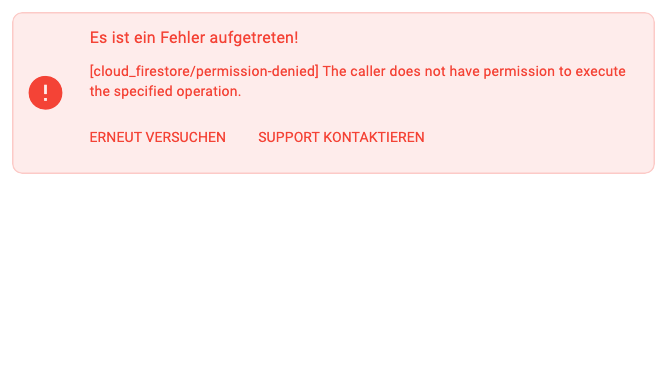 Es ist ein Fehler aufgetreten!
[cloud_firestore/permission-denied] The caller does not have permission to execute
the specified operation.
ERNEUT VERSUCHEN SUPPORT KONTAKTIEREN